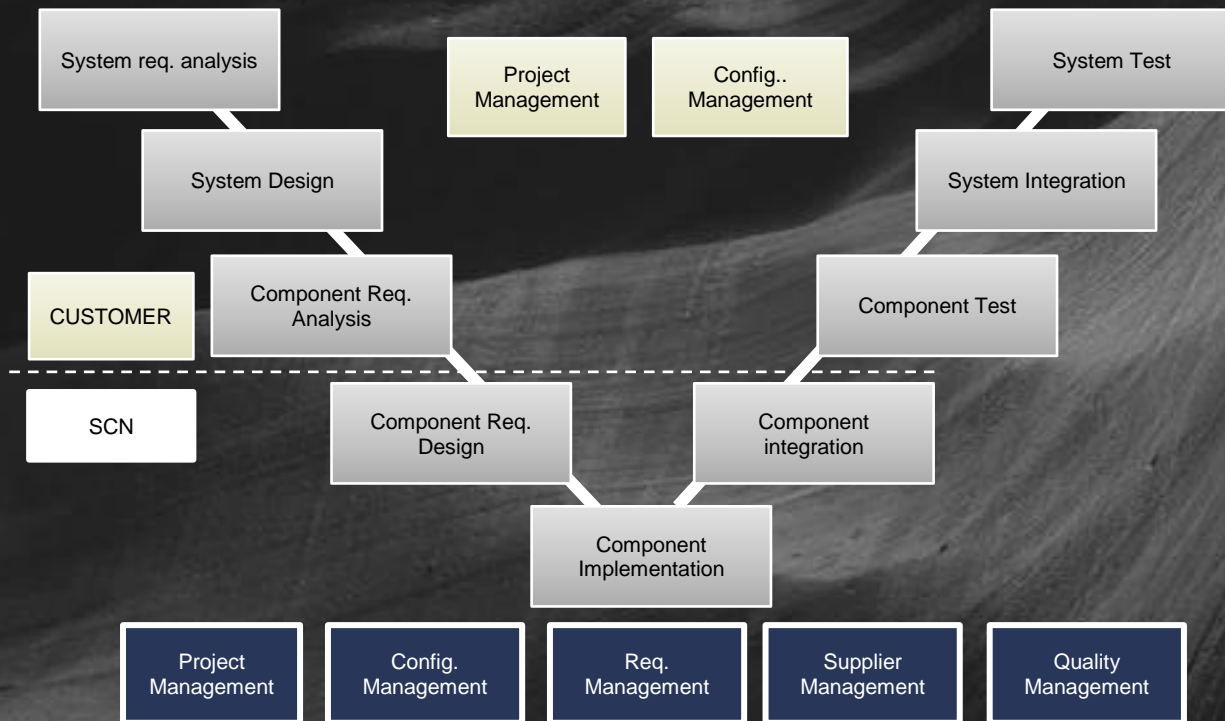 System req. analysis
Project
Management
Config..
Management
System Test
System Design
System Integration
CUSTOMER
Component Req.
Analysis
Component Test
SCN
Component Req.
Design
Component
integration
Component
Implementation
Project
Management
Config.
Management
Req.
Management
Supplier
Management
Quality
Management